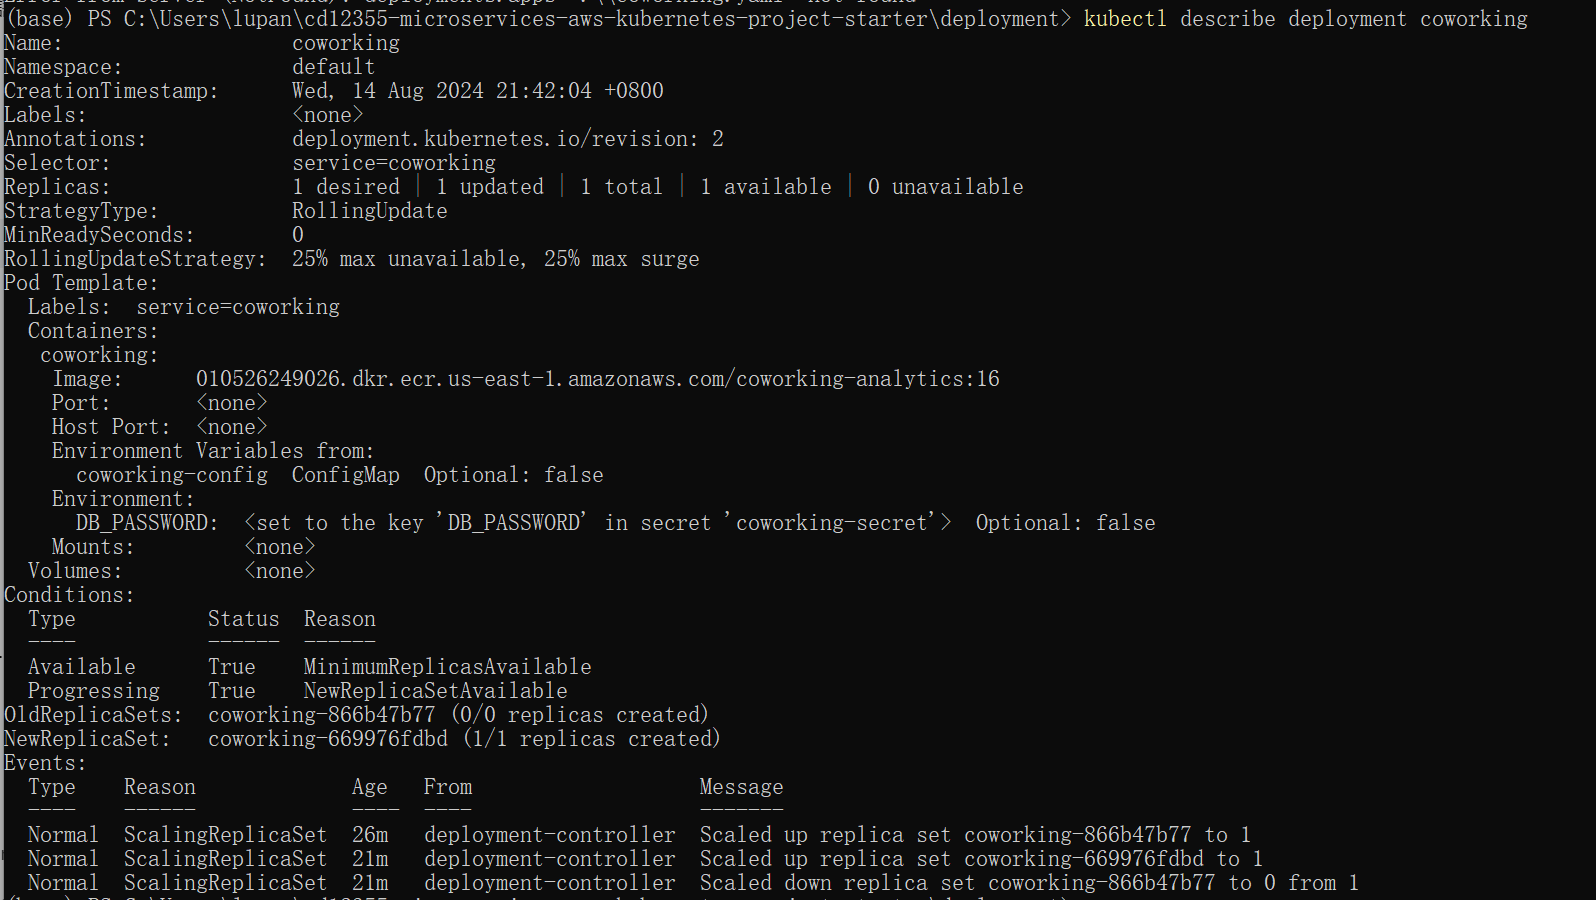 (base) PS C:\Users\lupan\cd12355-microservices-aws-kubernetes-project-starter\deployment> kubectl describe deployment coworking
Name:                   coworking
Namespace:              default
CreationTimestamp:      Wed, 14 Aug 2024 21:42:04 +0800
Labels:                 <none>
Annotations:            deployment.kubernetes.io/revision: 2
Selector:               service=coworking
Replicas:               1 desired | 1 updated | 1 total | 1 available | 0 unavailable
StrategyType:           RollingUpdate
MinReadySeconds:        0
RollingUpdateStrategy:  25% max unavailable, 25% max surge
Pod Template:
  Labels:  service=coworking
  Containers:
   coworking:
    Image:      010526249026.dkr.ecr.us-east-1.amazonaws.com/coworking-analytics:16
    Port:       <none>
    Host Port:  <none>
    Environment Variables from:
      coworking-config  ConfigMap  Optional: false
    Environment:
      DB_PASSWORD:  <set to the key 'DB_PASSWORD' in secret 'coworking-secret'>  Optional: false
    Mounts:         <none>
  Volumes:          <none>
Conditions:
  Type           Status  Reason
  ----           ------  ------
  Available      True    MinimumReplicasAvailable
  Progressing    True    NewReplicaSetAvailable
OldReplicaSets:  coworking-866b47b77 (0/0 replicas created)
NewReplicaSet:   coworking-669976fdbd (1/1 replicas created)
Events:
  Type    Reason             Age   From                   Message
  ----    ------             ----  ----                   -------
  Normal  ScalingReplicaSet  26m   deployment-controller  Scaled up replica set coworking-866b47b77 to 1
  Normal  ScalingReplicaSet  21m   deployment-controller  Scaled up replica set coworking-669976fdbd to 1
  Normal  ScalingReplicaSet  21m   deployment-controller  Scaled down replica set coworking-866b47b77 to 0 from 1